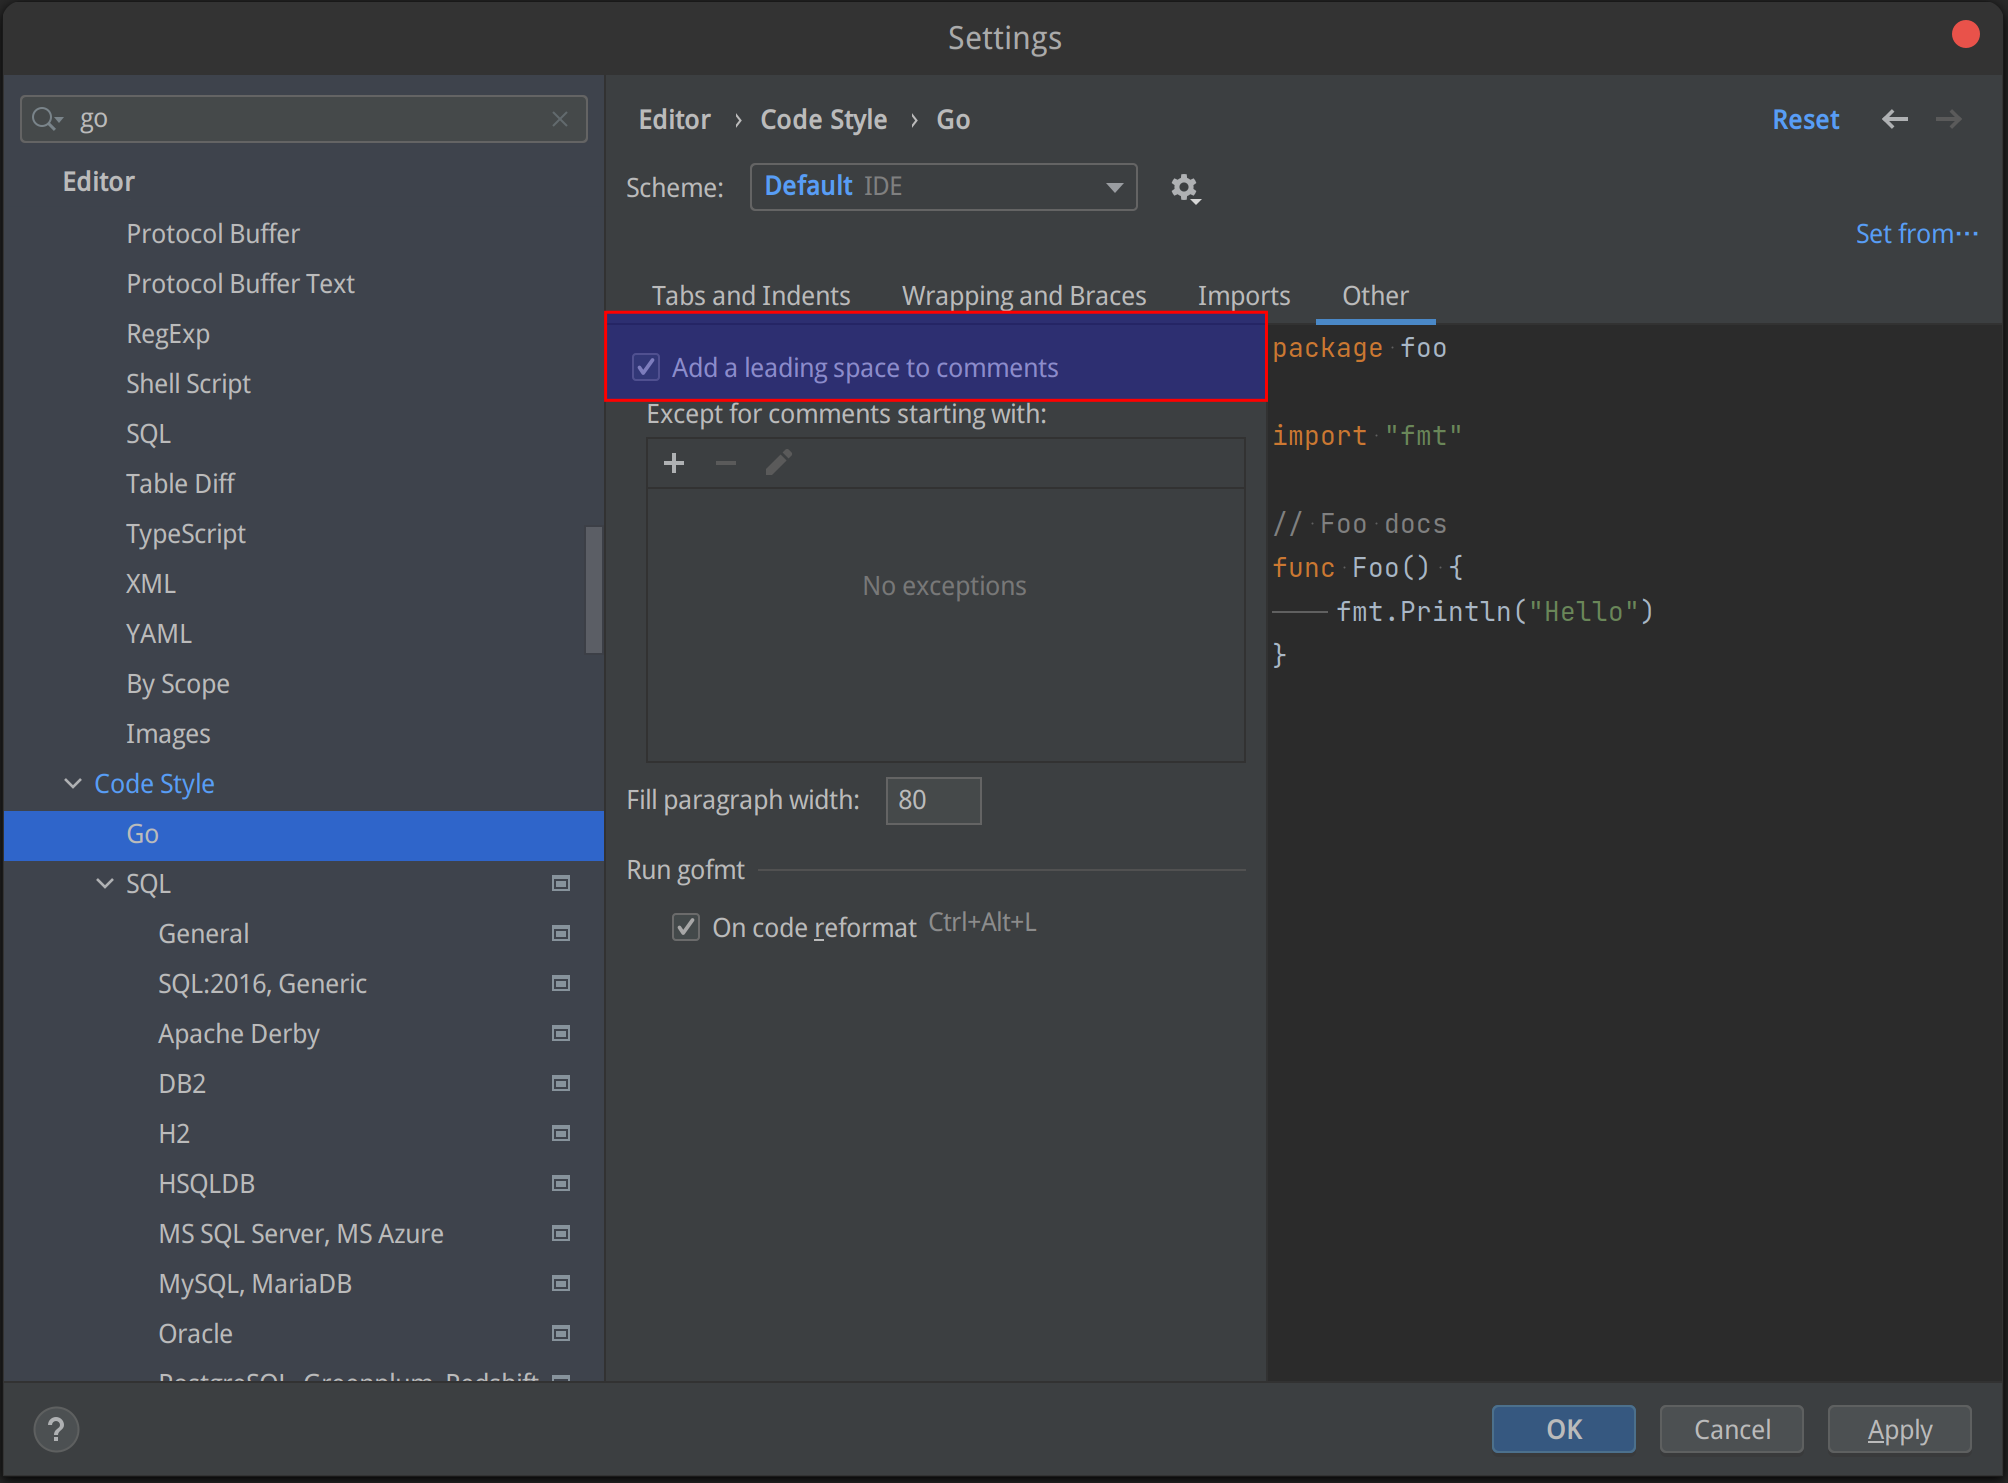 Settings
go
Editor
Protocol Buffer
Protocol Buffer Text
RegExp
Shell Script
SQL
Table Diff
TypeScript
XML
YAML
By Scope
Images
Code Style
Go
SQL
General
SQL:2016, Generic
Apache Derby
DB2
H2
HSQLDB
MS SQL Server, MS Azure
MySQL, MariaDB
Oracle
PostgreSQL, Greenplum, Redshift
Editor › Code Style › Go
Reset
Scheme: Default IDE
Set from...
Tabs and Indents Wrapping and Braces Imports Other
Add a leading space to comments
Except for comments starting with:
No exceptions
Fill paragraph width: 80
Run gofmt
On code reformat Ctrl+Alt+L
package foo
import "fmt"
// Foo docs
func Foo() {
fmt.Println("Hello")
}
?
OK Cancel Apply